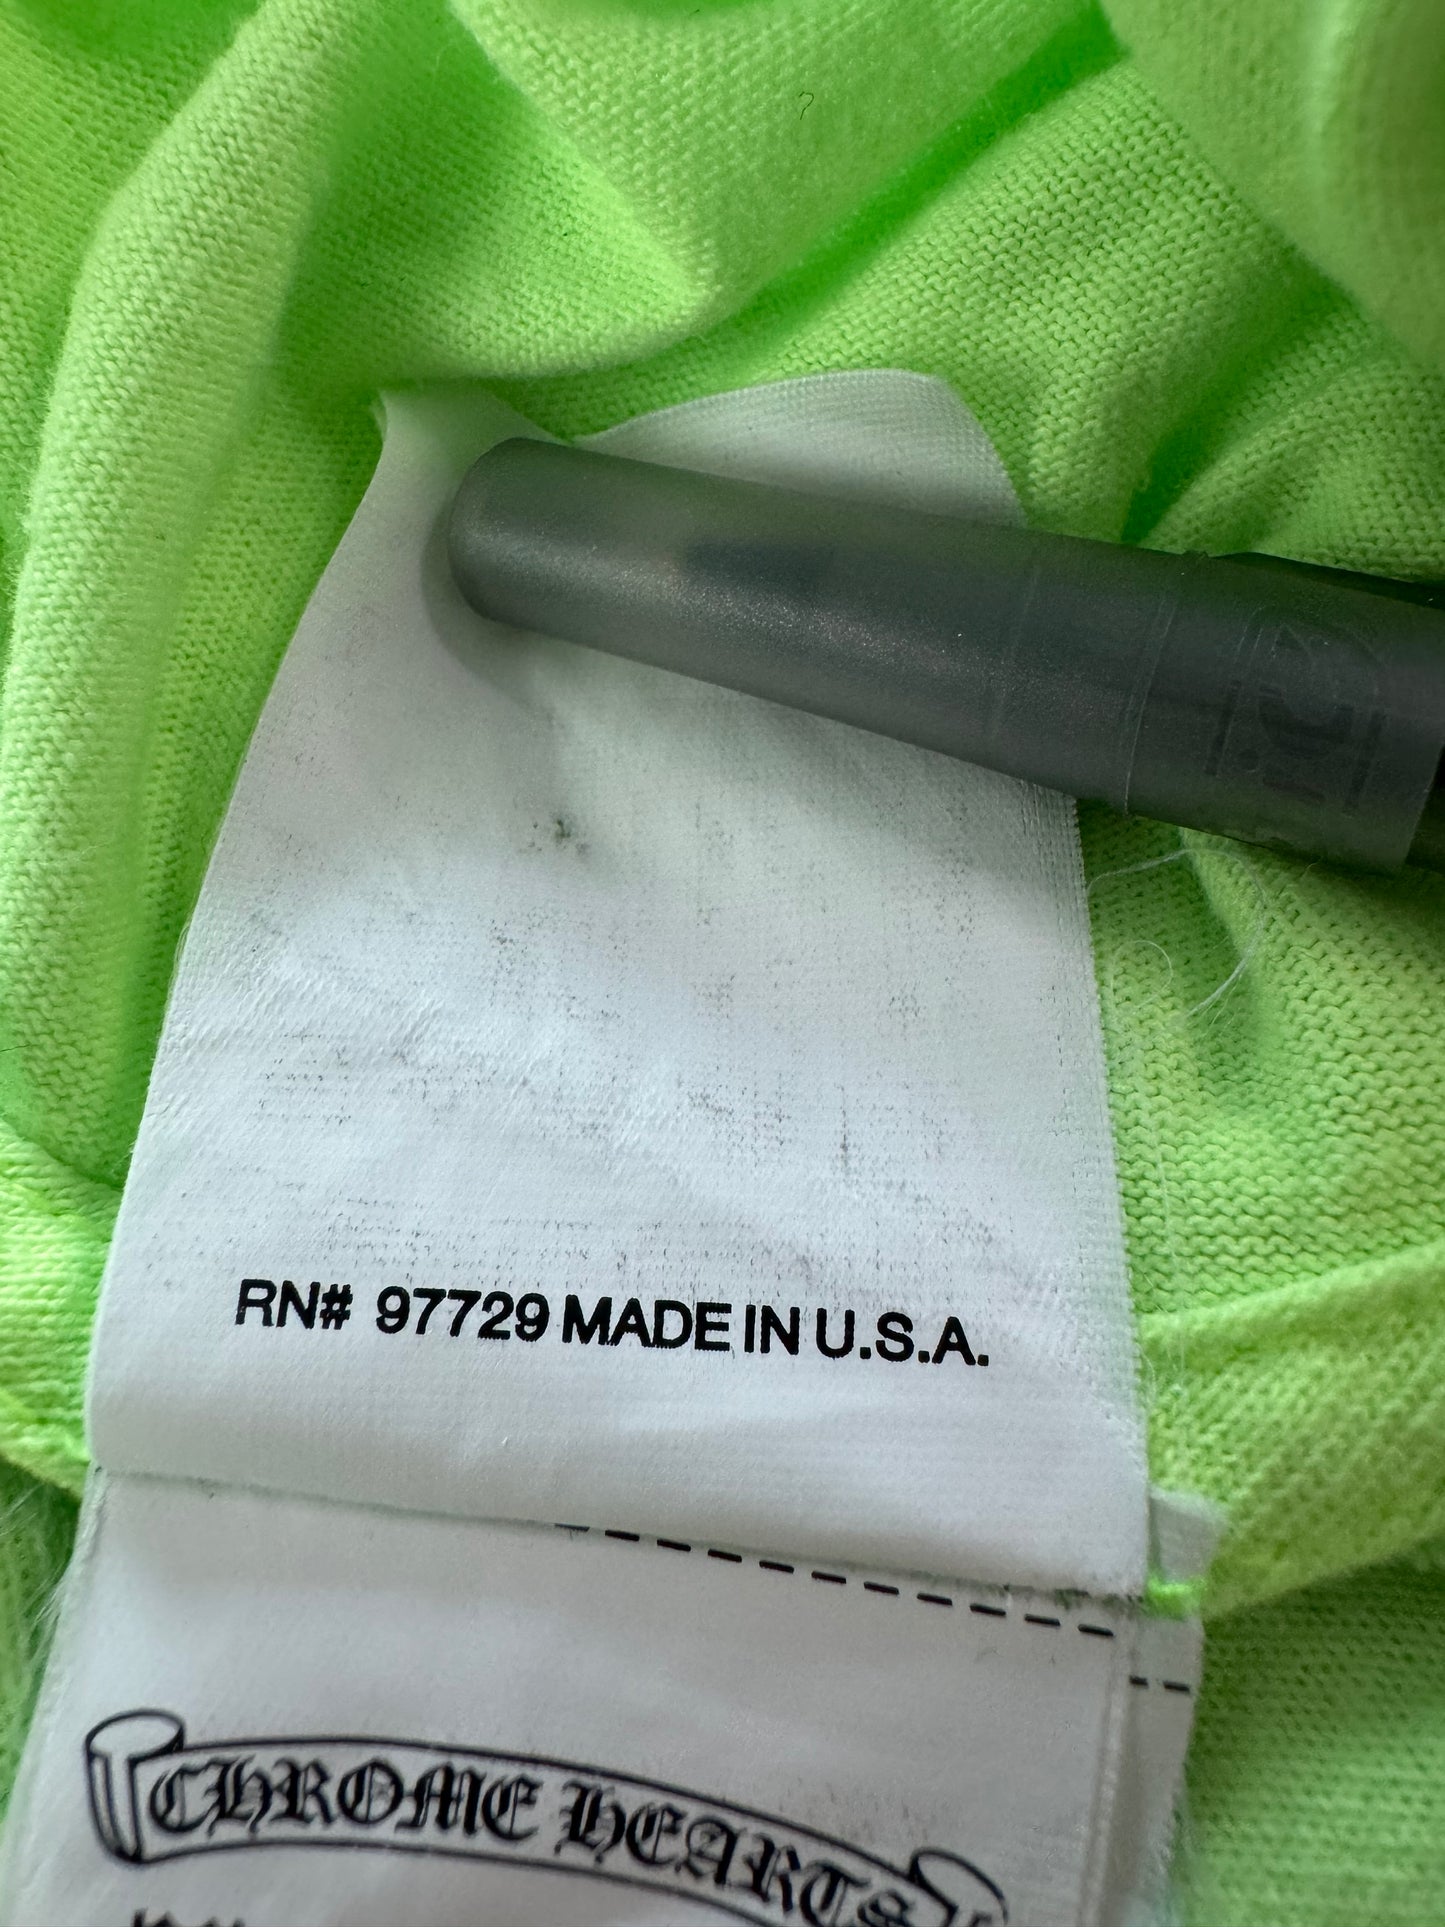 RN# 97729 MADE IN U.S.A.
CHROME HEARTS